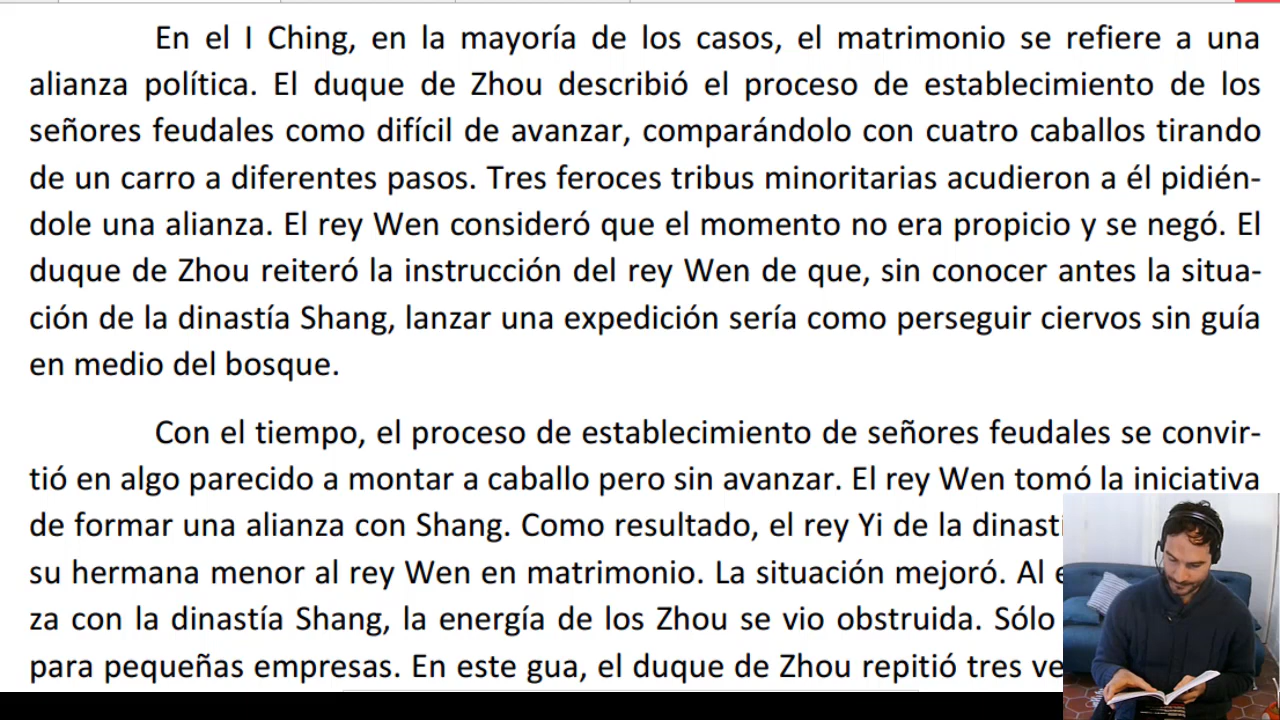 En el I Ching, en la mayoría de los casos, el matrimonio se refiere a una
alianza política. El duque de Zhou describió el proceso de establecimiento de los
señores feudales como difícil de avanzar, comparándolo con cuatro caballos tirando
de un carro a diferentes pasos. Tres feroces tribus minoritarias acudieron a él pidién-
dole una alianza. El rey Wen consideró que el momento no era propicio y se negó. El
duque de Zhou reiteró la instrucción del rey Wen de que, sin conocer antes la situa-
ción de la dinastía Shang, lanzar una expedición sería como perseguir ciervos sin guía
en medio del bosque.
Con el tiempo, el proceso de establecimiento de señores feudales se convir-
tió en algo parecido a montar a caballo pero sin avanzar. El rey Wen tomó la iniciativa
de formar una alianza con Shang. Como resultado, el rey Yi de la
su hermana menor al rey Wen en matrimonio. La situación mejoró. Al
za con la dinastía Shang, la energía de los Zhou se vio obstruida. Sólo
para pequeñas empresas. En este gua, el duque de Zhou repitió tres